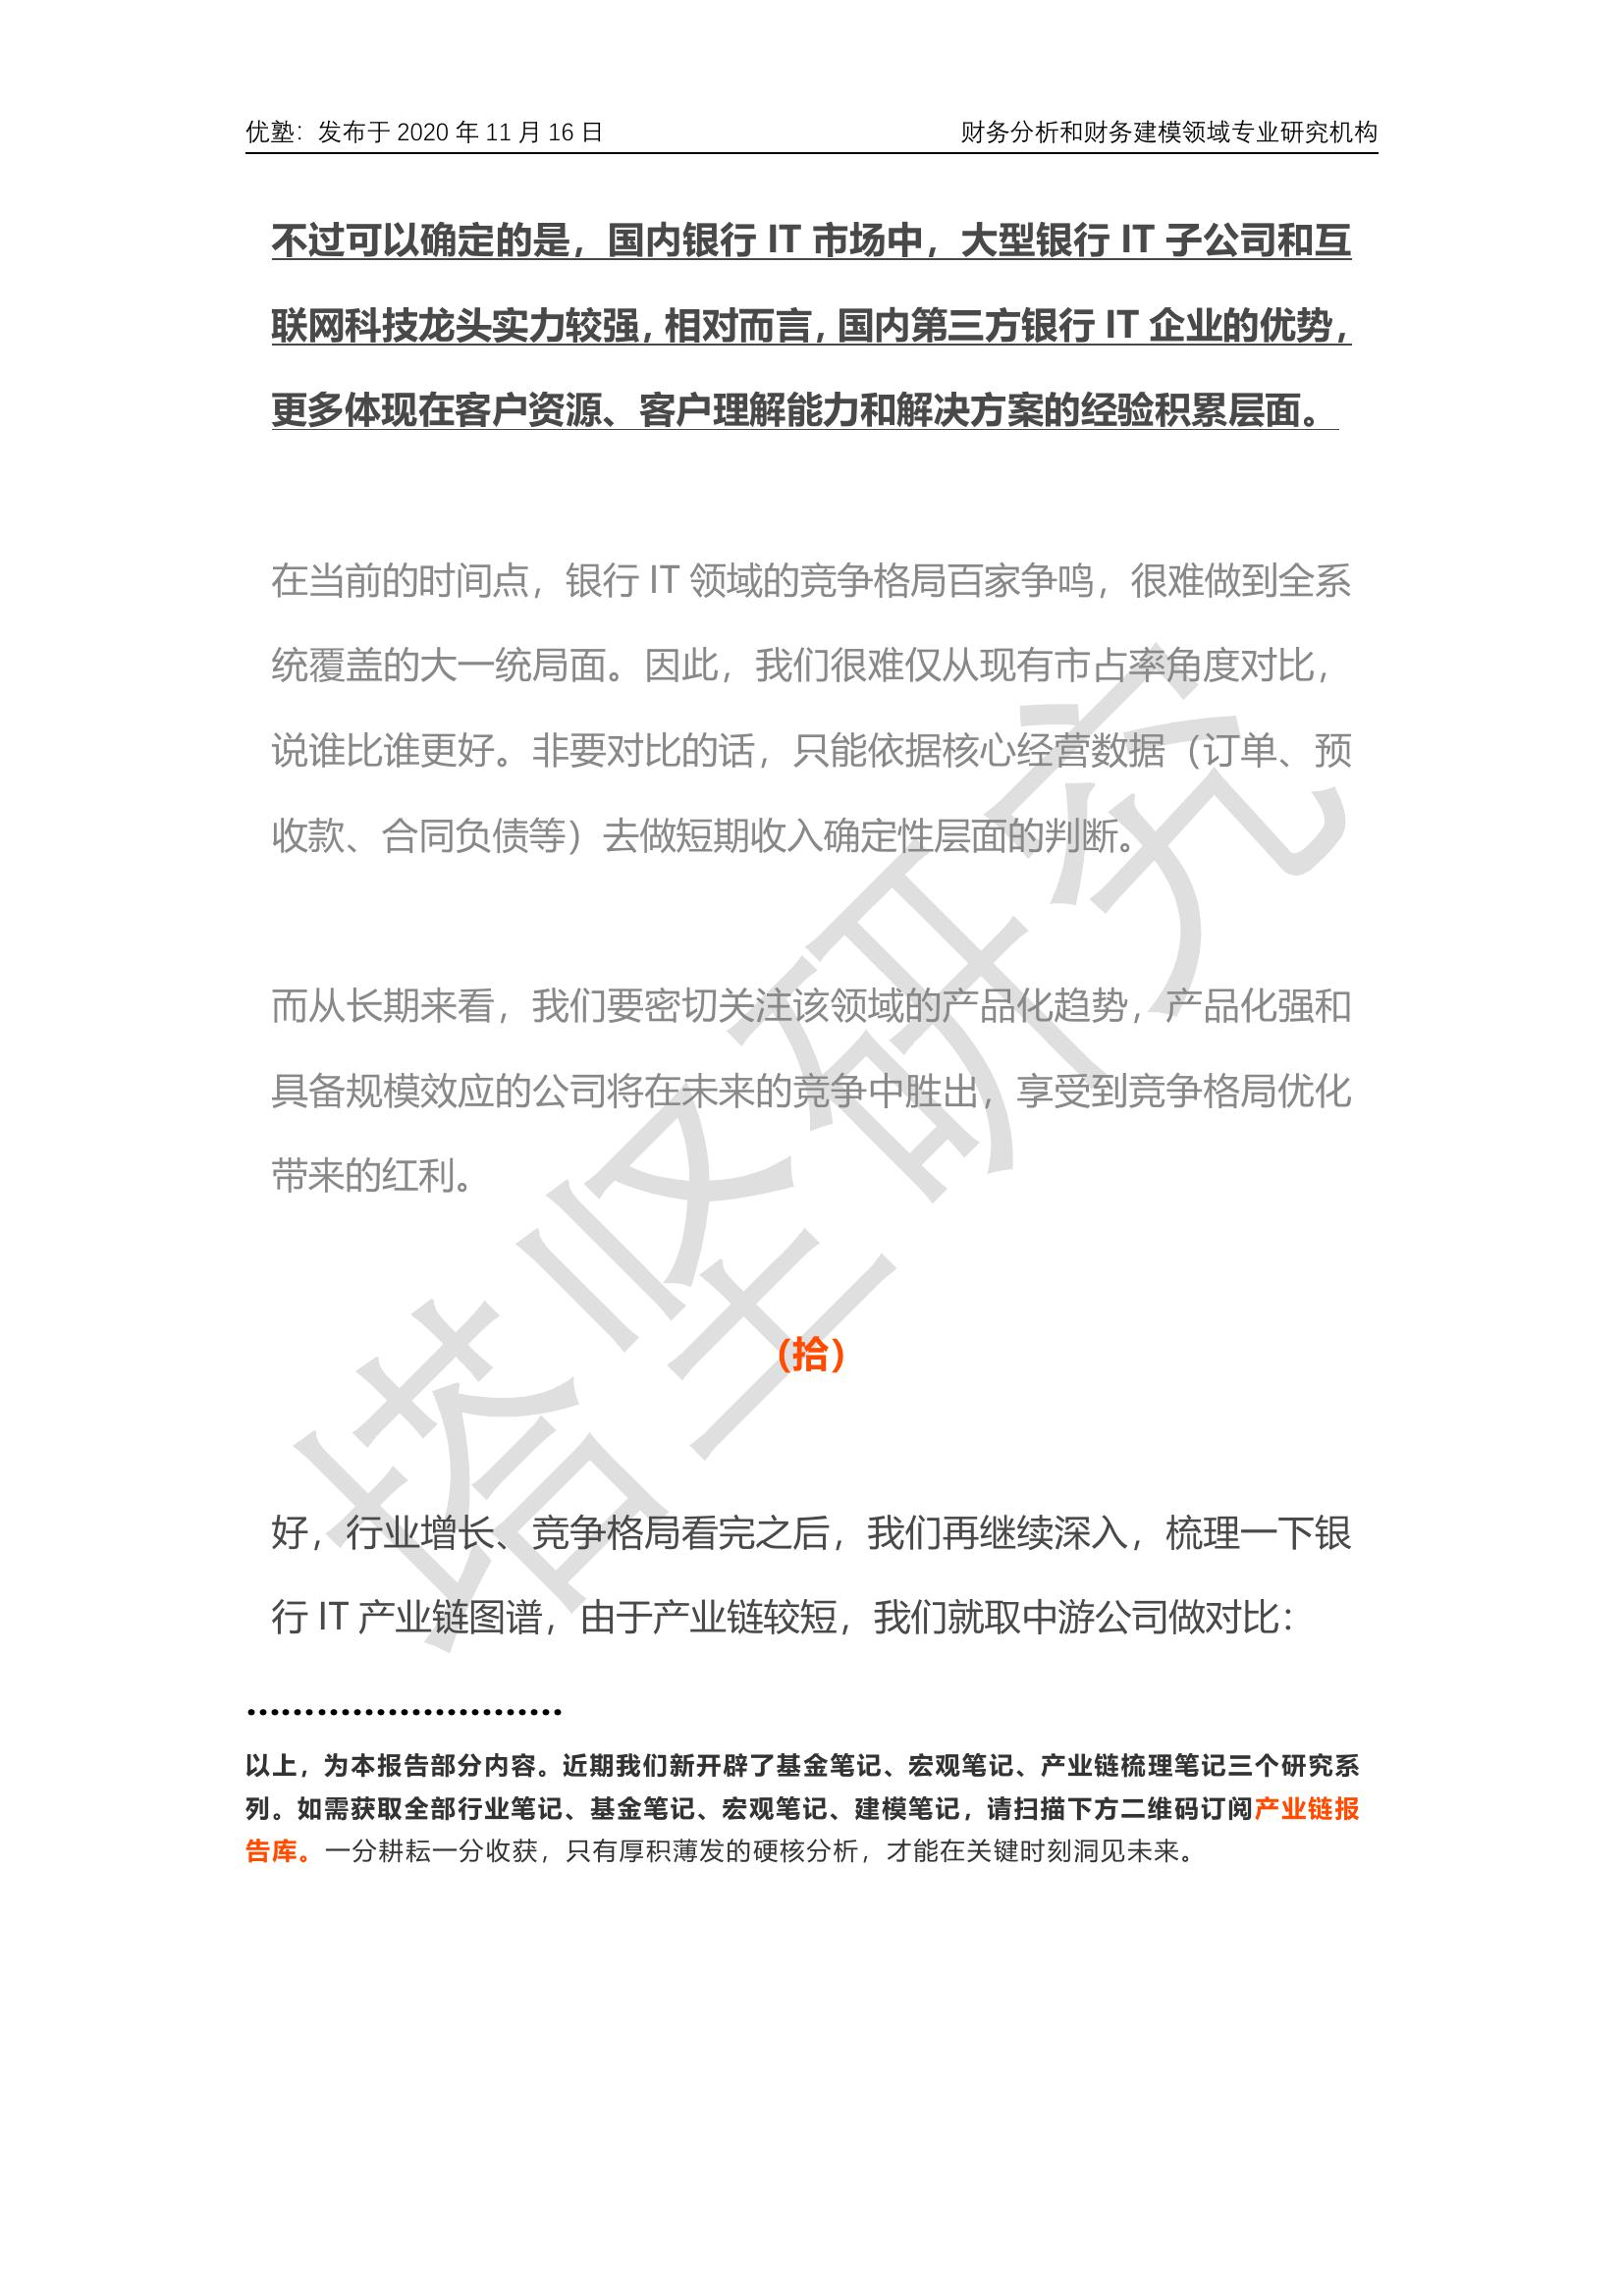 优塾：发布于 2020 年 11 月 16 日 财务分析和财务建模领域专业研究机构
不过可以确定的是，国内银行 IT 市场中，大型银行 IT 子公司和互
联网科技龙头实力较强，相对而言，国内第三方银行 IT 企业的优势，
更多体现在客户资源、客户理解能力和解决方案的经验积累层面。
在当前的时间点，银行 IT 领域的竞争格局百家争鸣，很难做到全系
统覆盖的大一统局面。因此，我们很难仅从现有市占率角度对比，
说谁比谁更好。非要对比的话，只能依据核心经营数据（订单、预
收款、合同负债等）去做短期收入确定性层面的判断。
而从长期来看，我们要密切关注该领域的产品化趋势，产品化强和
具备规模效应的公司将在未来的竞争中胜出，享受到竞争格局优化
带来的红利。
（拾）
好，行业增长、竞争格局看完之后，我们再继续深入，梳理一下银
行 IT 产业链图谱，由于产业链较短，我们就取中游公司做对比：
………………………
以上，为本报告部分内容。近期我们新开辟了基金笔记、宏观笔记、产业链梳理笔记三个研究系
列。如需获取全部行业笔记、基金笔记、宏观笔记、建模笔记，请扫描下方二维码订阅产业链报
告库。一分耕耘一分收获，只有厚积薄发的硬核分析，才能在关键时刻洞见未来。
塔坚研究